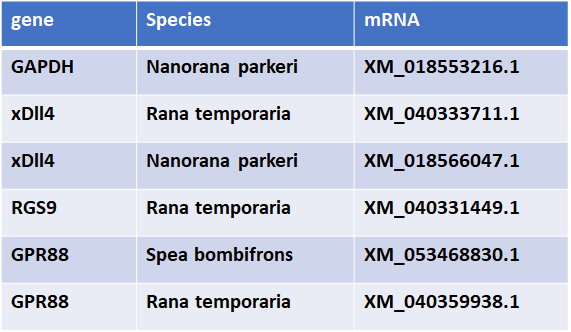 gene Species mRNA
GAPDH Nanorana parkeri XM_018553216.1
xDll4 Rana temporaria XM_040333711.1
xDll4 Nanorana parkeri XM_018566047.1
RGS9 Rana temporaria XM_040331449.1
GPR88 Spea bombifrons XM_053468830.1
GPR88 Rana temporaria XM_040359938.1